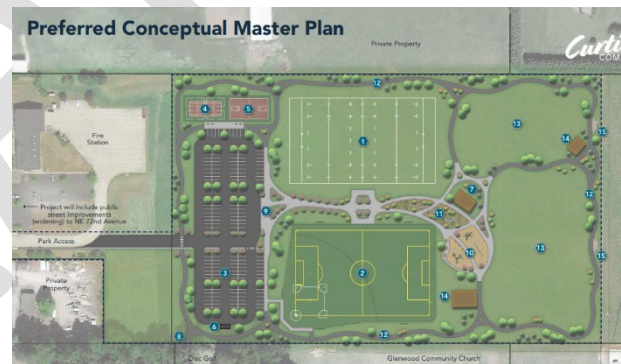 Preferred Conceptual Master Plan
Private Property
Curti
COM
12
4
5
13
Fire
Station
1
14
15
7
12
Project will include public
street improvements
(widening) to NE 72nd Avenue
9
11
Park Access
10
13
3
2
15
Private
Property
14
6
8
12
Disc Golf
Glenwood Community Church